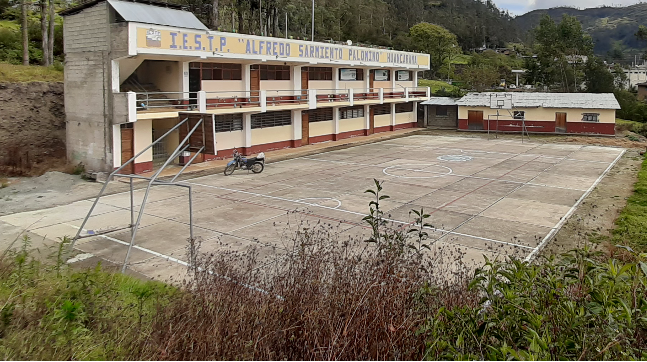 I.E.S.T.P. "ALFREDO SARMIENTO PALOMINO" HUANCABAMBA